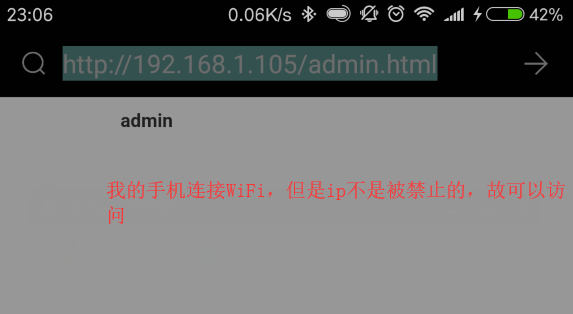 23:06
0.06K/s
42%
http://192.168.1.105/admin.html
admin
我的手机连接WiFi，但是ip不是被禁止的，故可以访
问